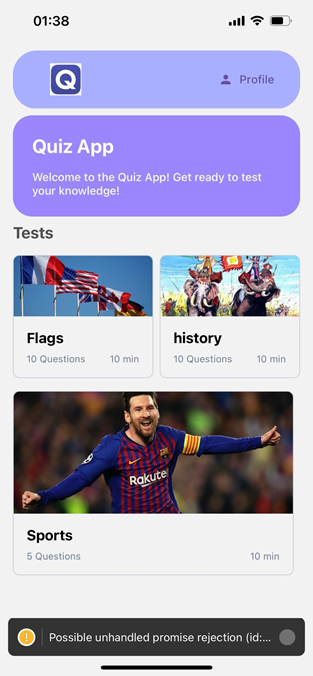 01:38
Q
Profile
Quiz App
Welcome to the Quiz App! Get ready to test
your knowledge!
Tests
Flags
10 Questions 10 min
history
10 Questions 10 min
Rakuten
Sports
5 Questions 10 min
! Possible unhandled promise rejection (id:...